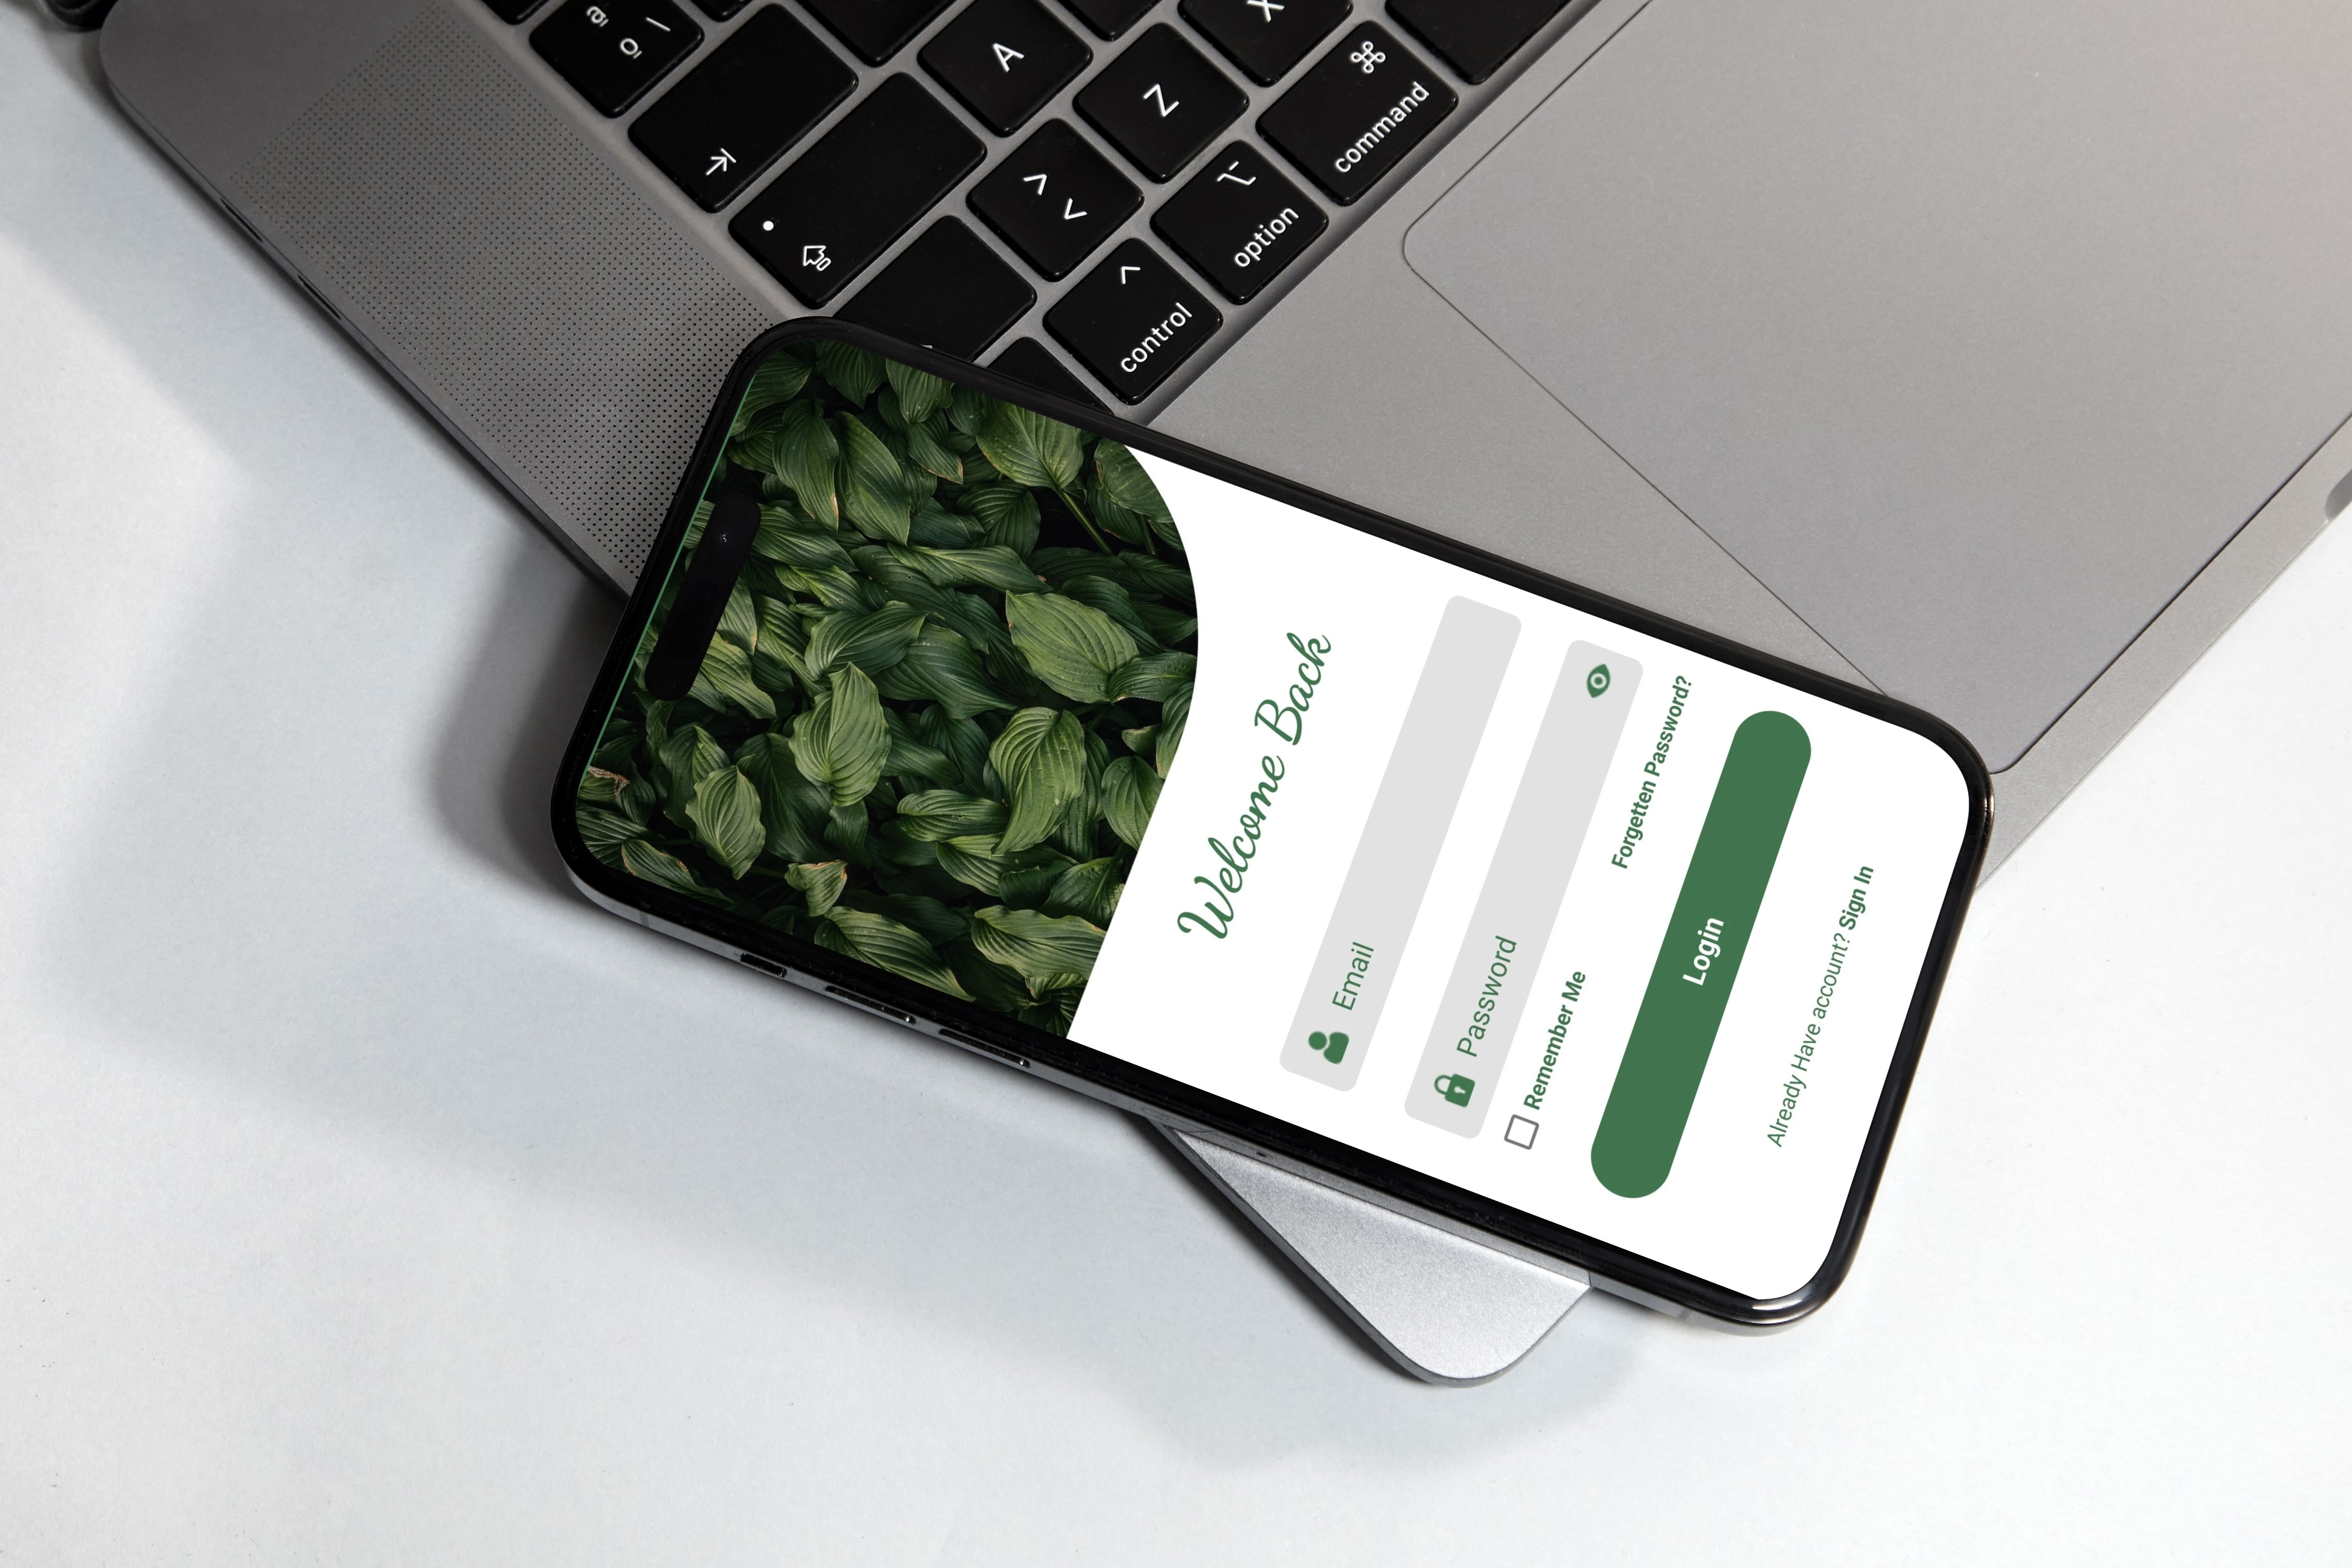 ª
º \
A
Z
X
⌘
command
>
<
⌥
option
^
control
Welcome Back
Email
Password
Remember Me
Forgetten Password?
Login
Already Have account? Sign In